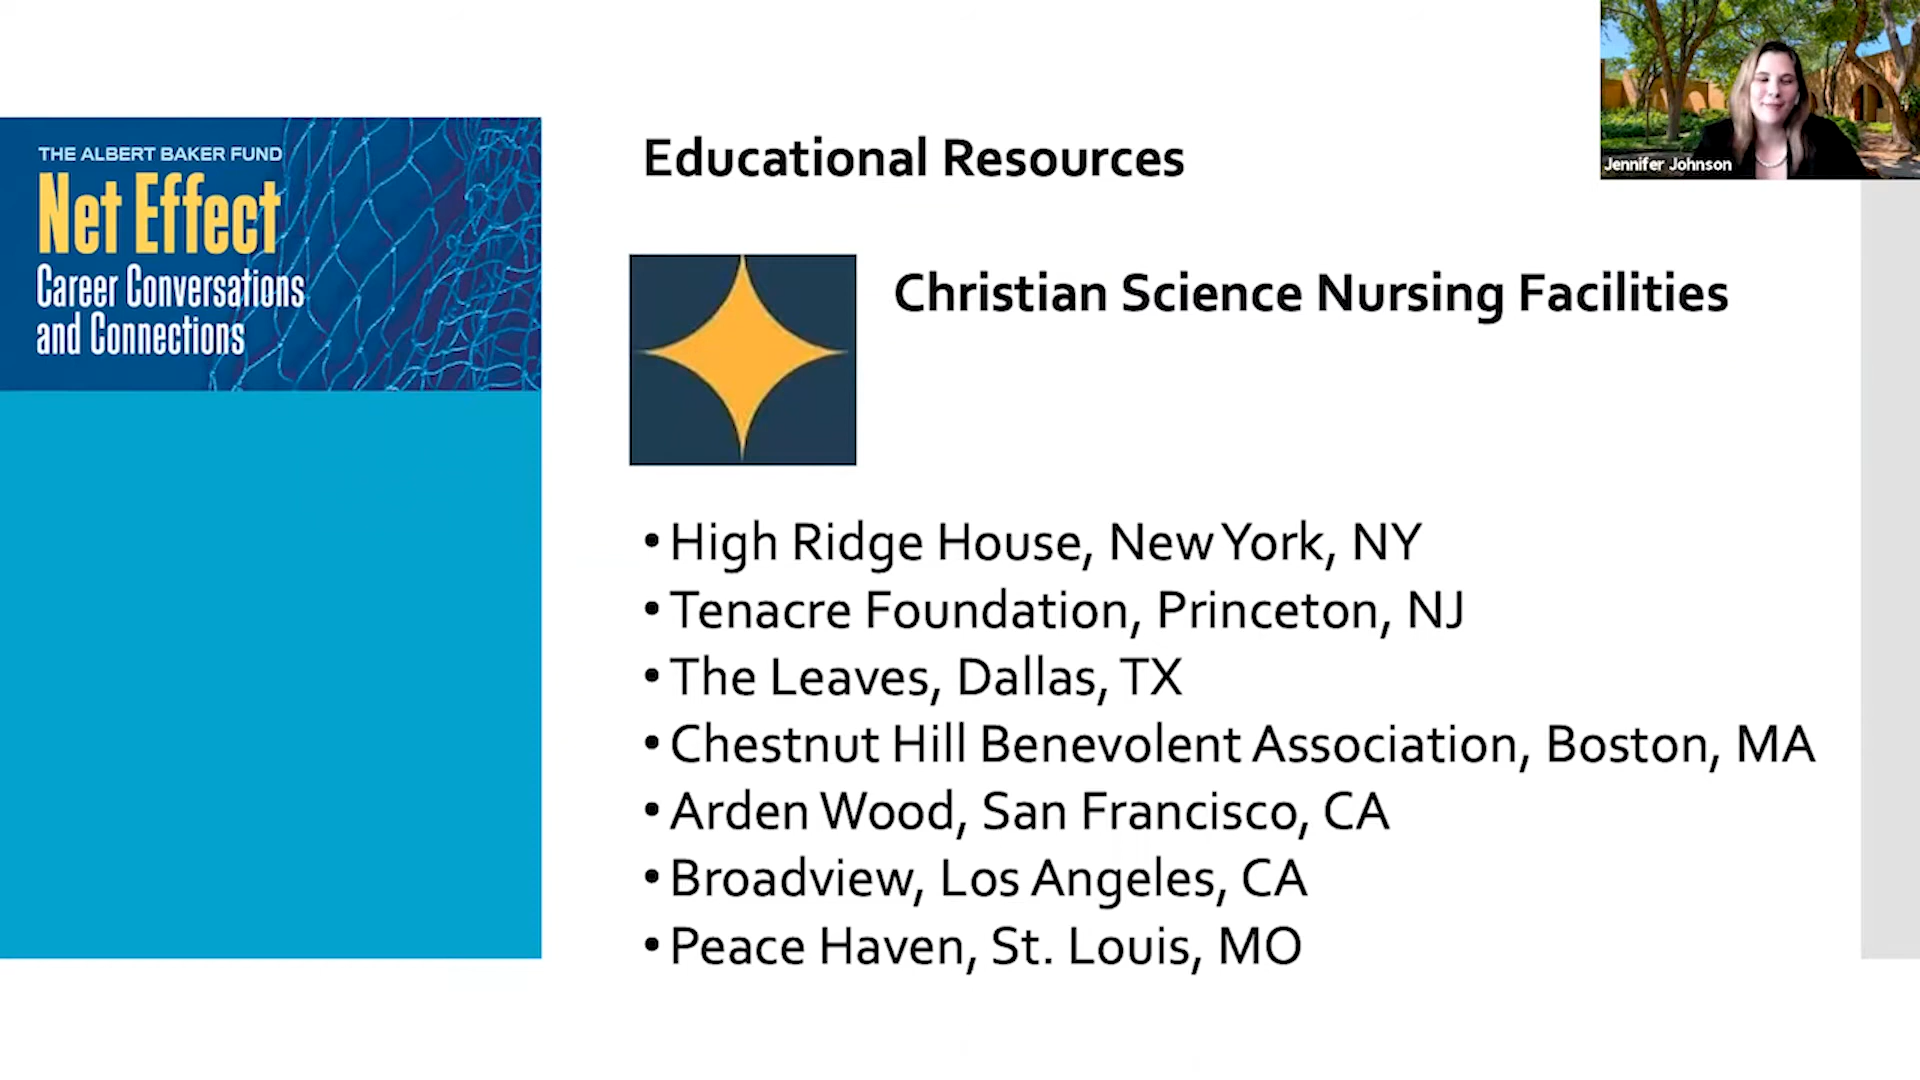 THE ALBERT BAKER FUND
Net Effect
Career Conversations
and Connections
Educational Resources
Jennifer Johnson
Christian Science Nursing Facilities
• High Ridge House, New York, NY
• Tenacre Foundation, Princeton, NJ
• The Leaves, Dallas, TX
• Chestnut Hill Benevolent Association, Boston, MA
• Arden Wood, San Francisco, CA
• Broadview, Los Angeles, CA
• Peace Haven, St. Louis, MO